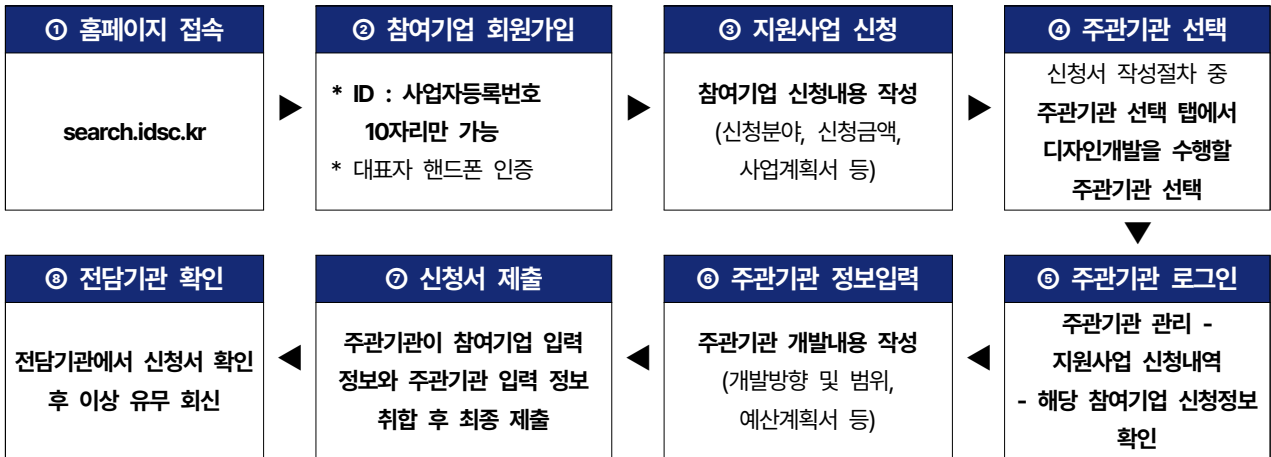 ① 홈페이지 접속
search.idsc.kr
▶
② 참여기업 회원가입
* ID : 사업자등록번호
10자리만 가능
* 대표자 핸드폰 인증
▶
③ 지원사업 신청
참여기업 신청내용 작성
(신청분야, 신청금액,
사업계획서 등)
▶
④ 주관기관 선택
신청서 작성절차 중
주관기관 선택 탭에서
디자인개발을 수행할
주관기관 선택
▼
⑤ 주관기관 로그인
주관기관 관리 -
지원사업 신청내역
- 해당 참여기업 신청정보
확인
◀
⑥ 주관기관 정보입력
주관기관 개발내용 작성
(개발방향 및 범위,
예산계획서 등)
◀
⑦ 신청서 제출
주관기관이 참여기업 입력
정보와 주관기관 입력 정보
취합 후 최종 제출
◀
⑧ 전담기관 확인
전담기관에서 신청서 확인
후 이상 유무 회신